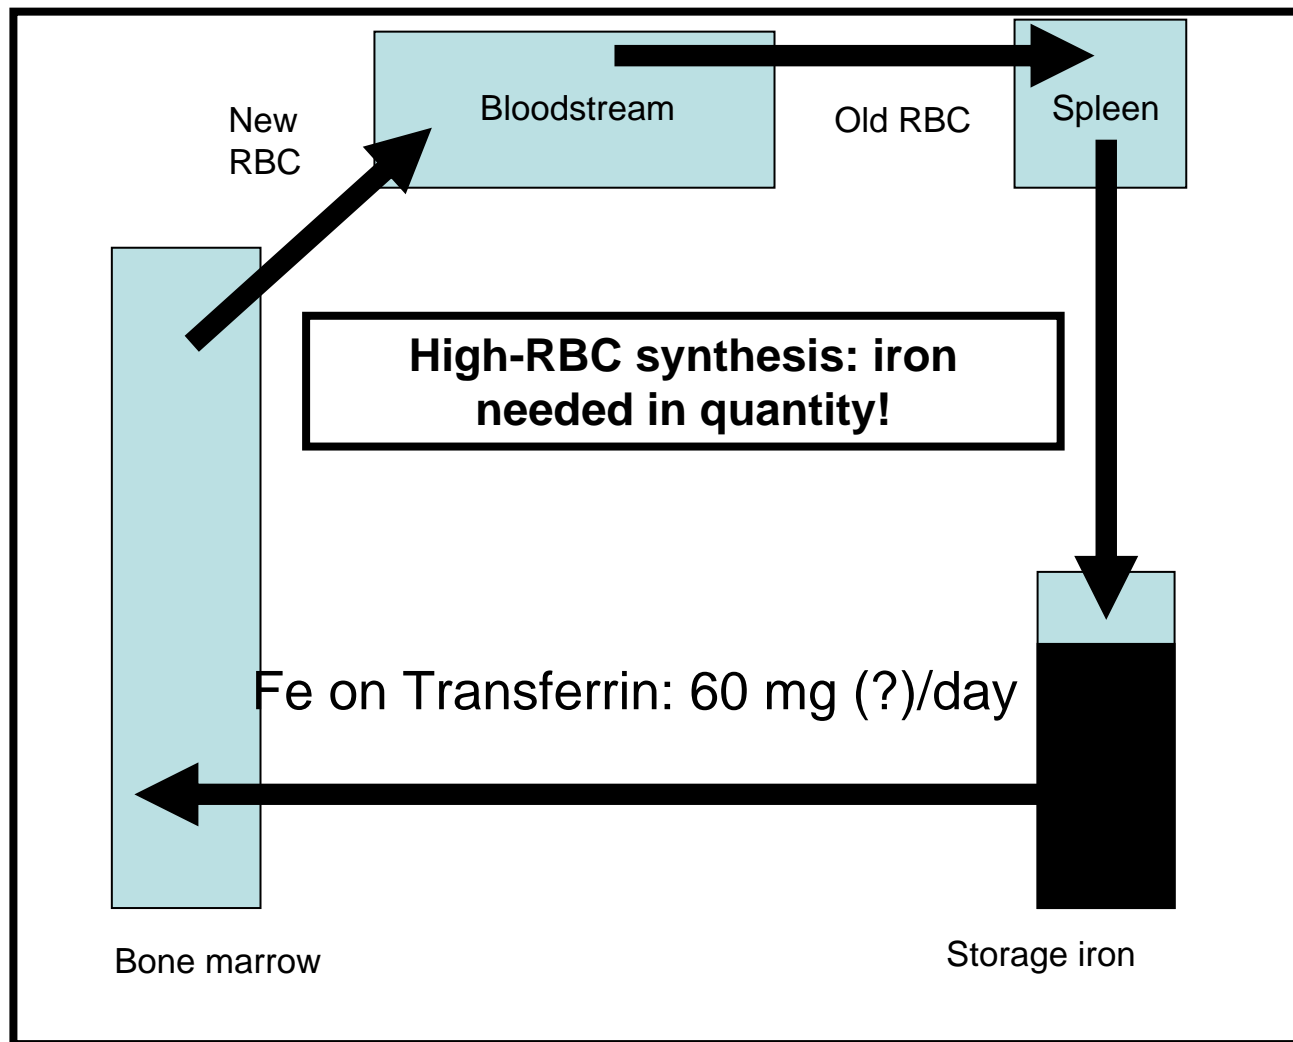 New
RBC
Bloodstream
Old RBC
Spleen
High-RBC synthesis: iron
needed in quantity!
Fe on Transferrin: 60 mg (?)/day
Bone marrow
Storage iron